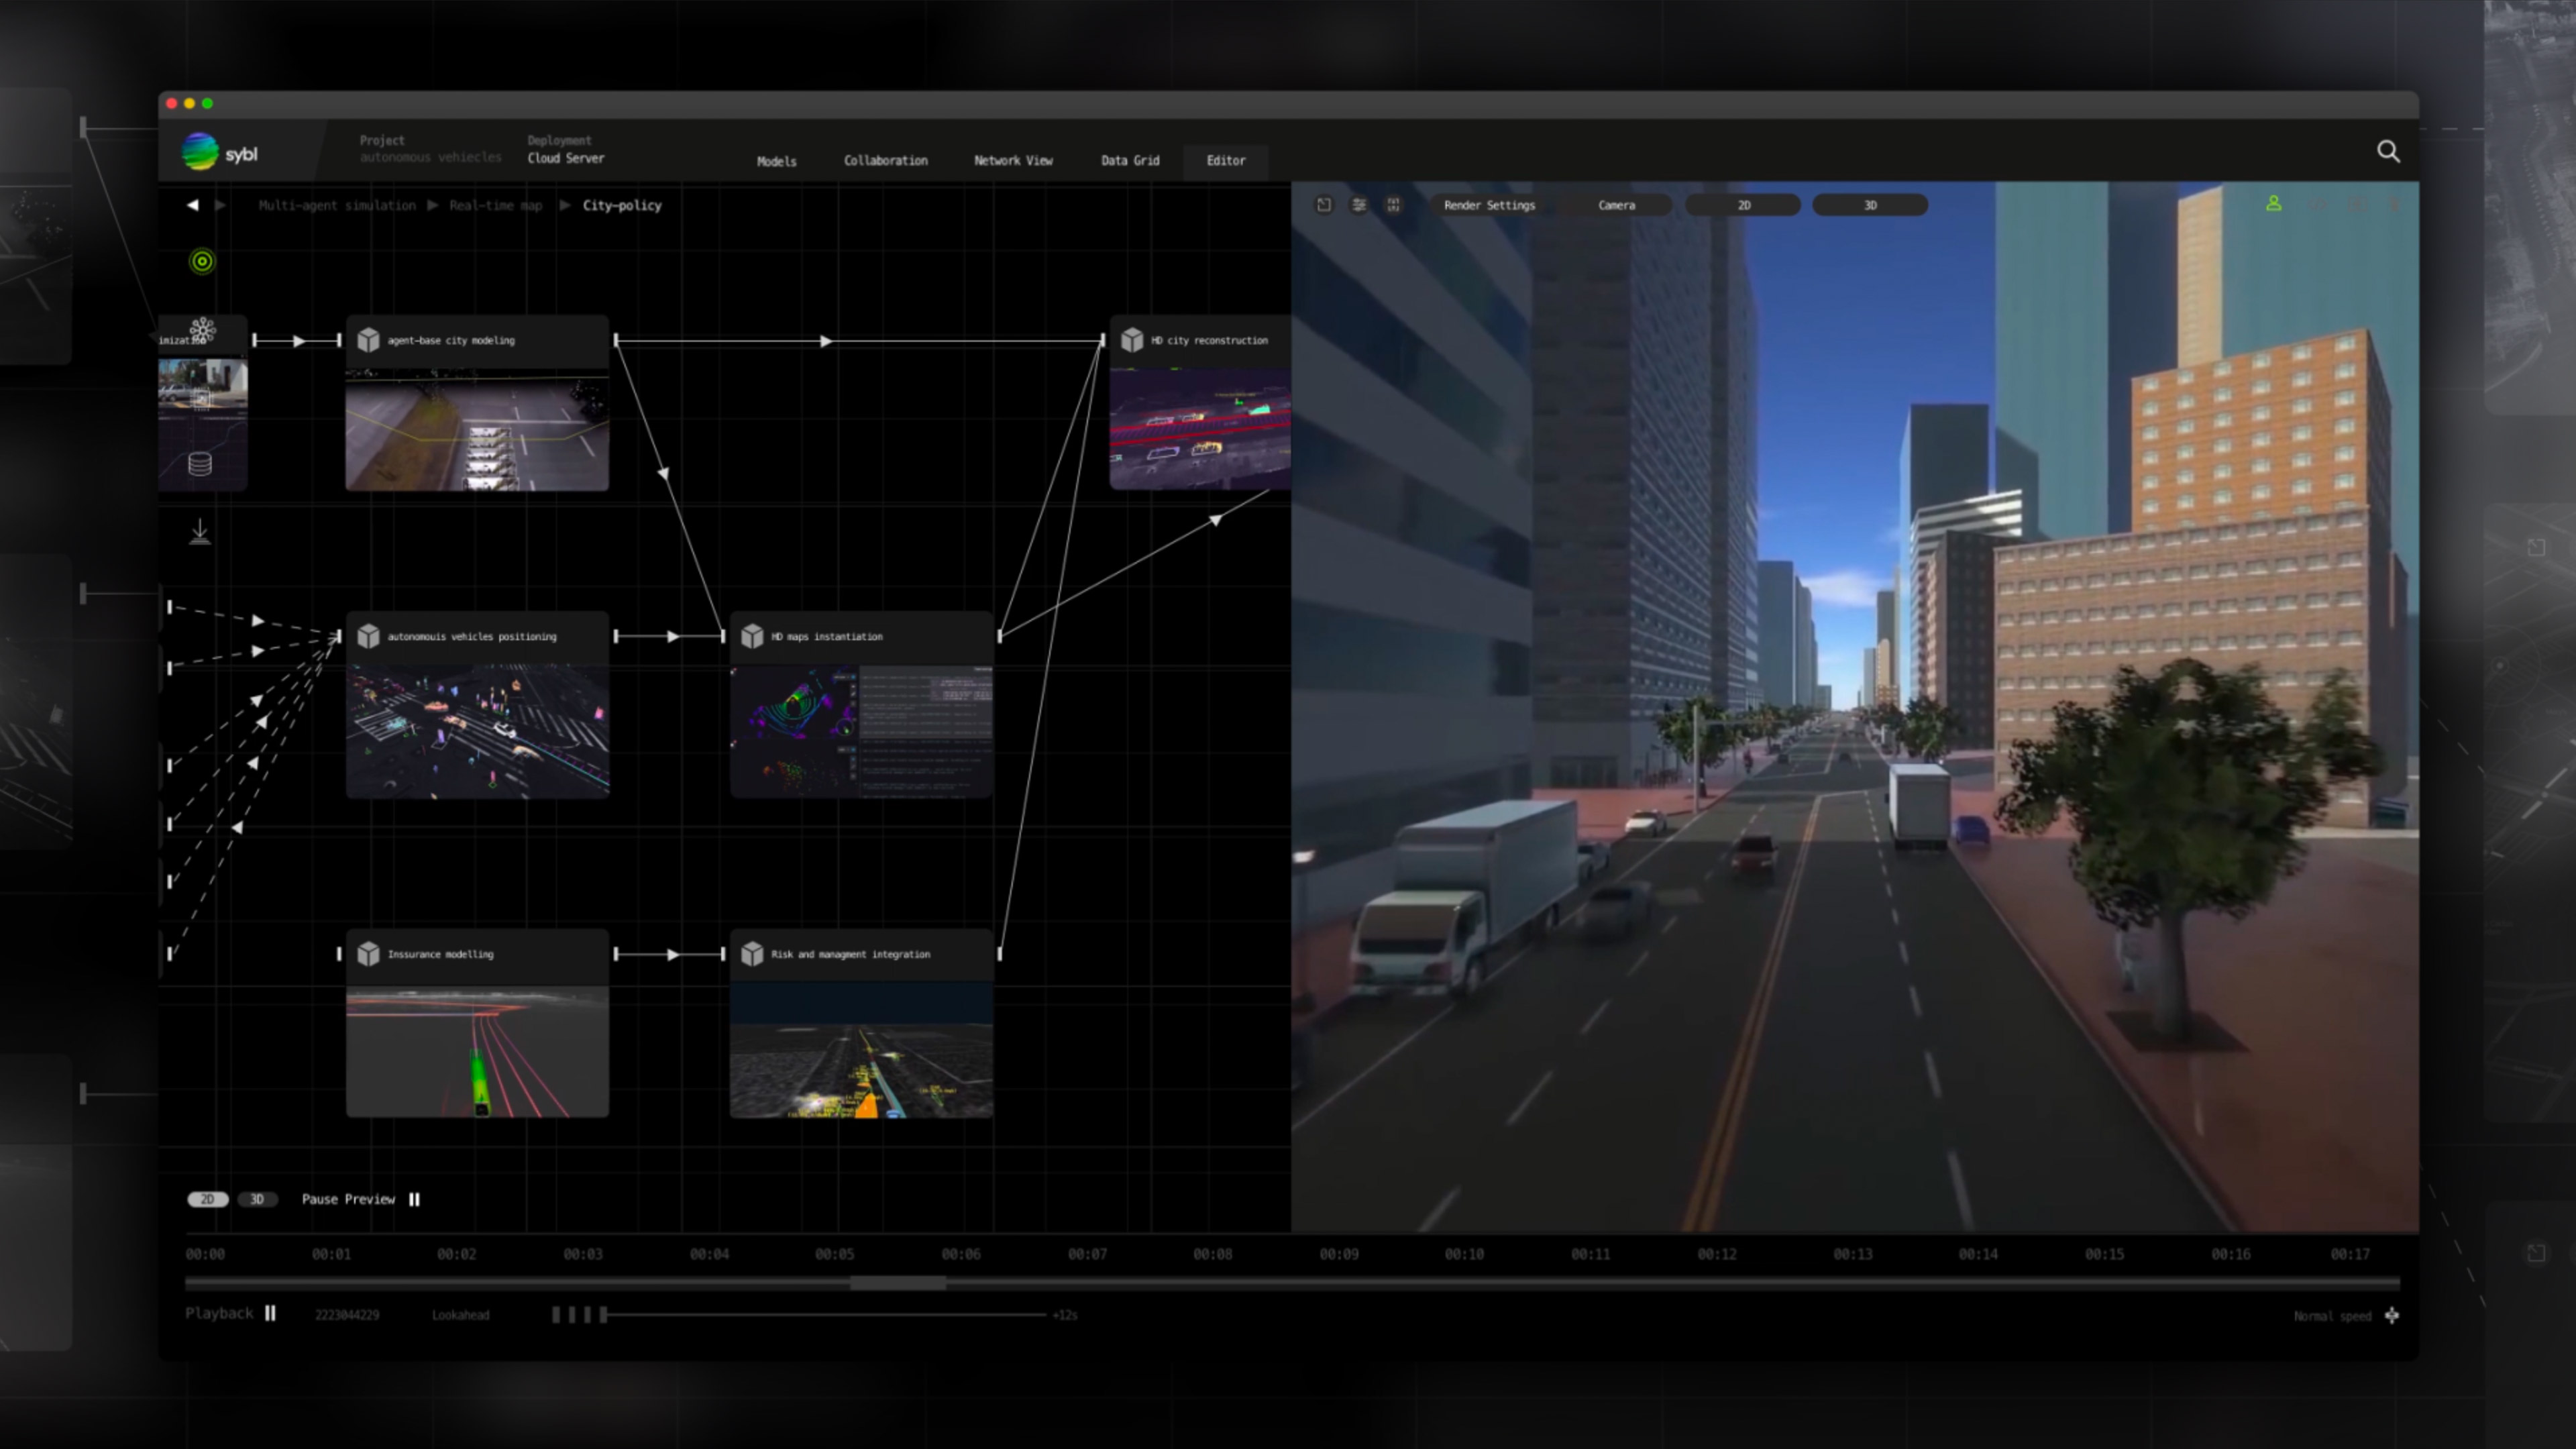 sybl
Project
autonomous vehiecles
Deployment
Cloud Server
Models
Collaboration
Network View
Data Grid
Editor
Multi-agent simulation
Real-time map
City-policy
Render Settings
Camera
2D
3D
imization
agent-base city modeling
HD city reconstruction
autonomouis vehicles positioning
HD maps instantiation
Inssurance modelling
Risk and managment integration
2D
3D
Pause Preview
00:00
00:01
00:02
00:03
00:04
00:05
00:06
00:07
00:08
00:09
00:10
00:11
00:12
00:13
00:14
00:15
00:16
00:17
Playback
2223044229
Lookahead
+12s
Normal speed